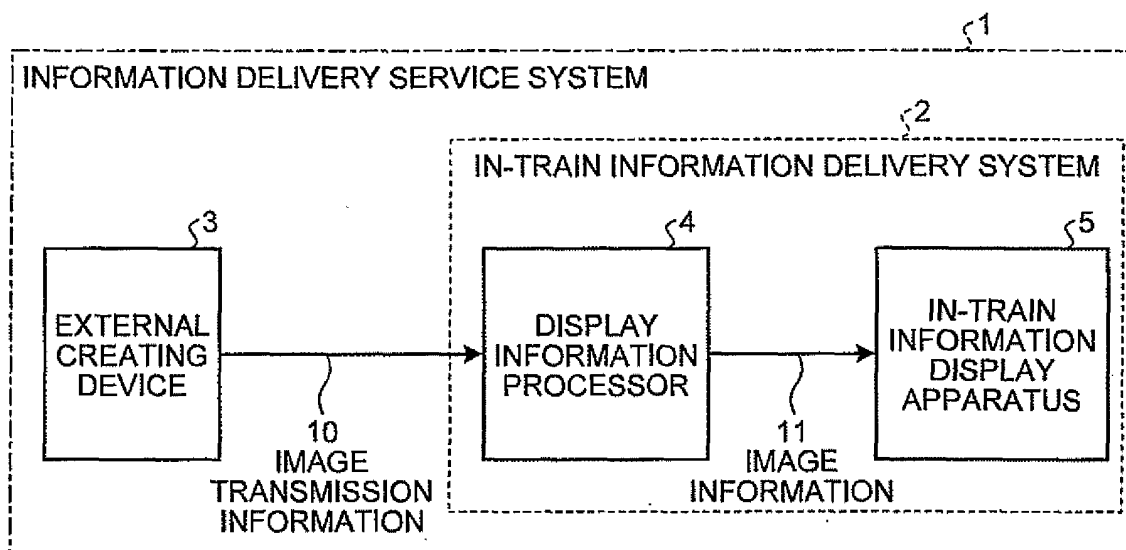 1
INFORMATION DELIVERY SERVICE SYSTEM
2
IN-TRAIN INFORMATION DELIVERY SYSTEM
3
EXTERNAL
CREATING
DEVICE
4
DISPLAY
INFORMATION
PROCESSOR
5
IN-TRAIN
INFORMATION
DISPLAY
APPARATUS
10
IMAGE
TRANSMISSION
INFORMATION
11
IMAGE
INFORMATION